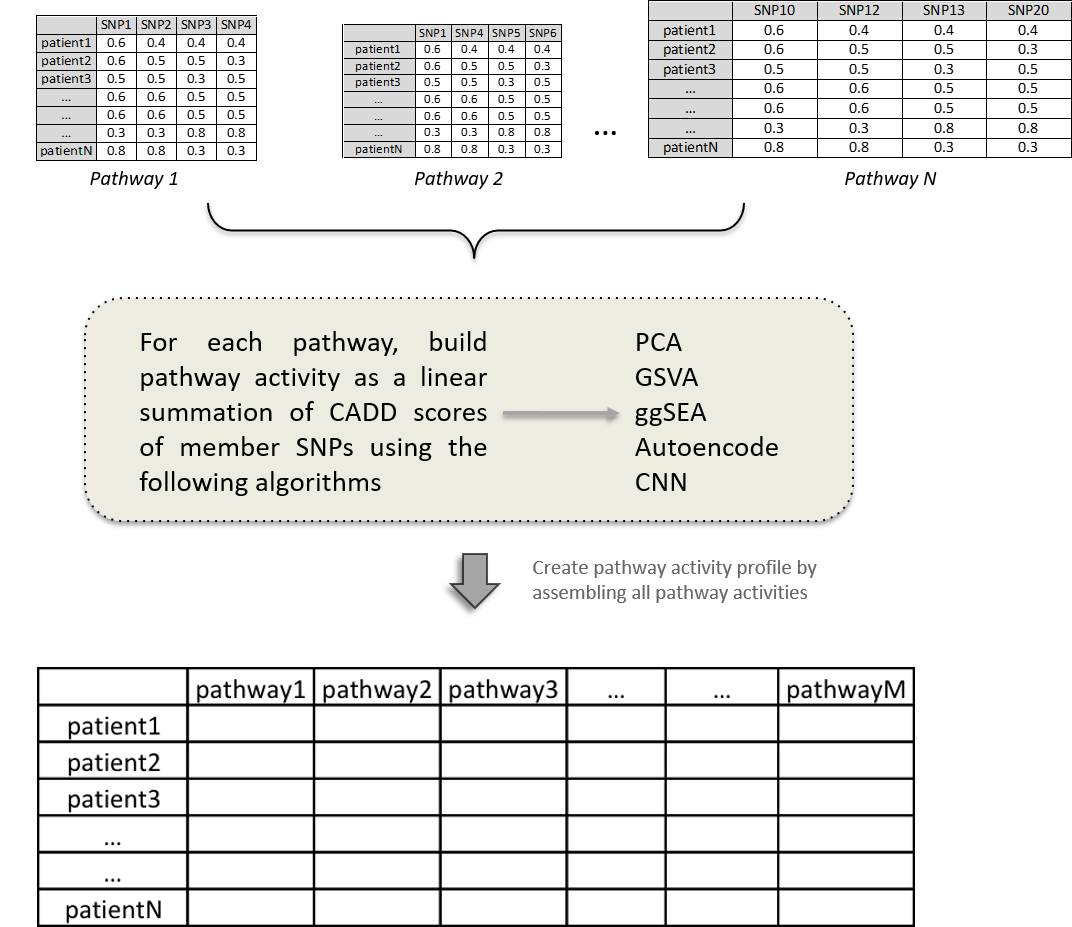 SNP1 SNP2 SNP3 SNP4
patient1 0.6 0.4 0.4 0.4
patient2 0.6 0.5 0.5 0.3
patient3 0.5 0.5 0.3 0.5
... 0.6 0.6 0.5 0.5
... 0.6 0.6 0.5 0.5
... 0.3 0.3 0.8 0.8
patientN 0.8 0.8 0.3 0.3
Pathway 1
SNP1 SNP4 SNP5 SNP6
patient1 0.6 0.4 0.4 0.4
patient2 0.6 0.5 0.5 0.3
patient3 0.5 0.5 0.3 0.5
... 0.6 0.6 0.5 0.5
... 0.6 0.6 0.5 0.5
... 0.3 0.3 0.8 0.8
patientN 0.8 0.8 0.3 0.3
Pathway 2
...
SNP10 SNP12 SNP13 SNP20
patient1 0.6 0.4 0.4 0.4
patient2 0.6 0.5 0.5 0.3
patient3 0.5 0.5 0.3 0.5
... 0.6 0.6 0.5 0.5
... 0.6 0.6 0.5 0.5
... 0.3 0.3 0.8 0.8
patientN 0.8 0.8 0.3 0.3
Pathway N
For each pathway, build
pathway activity as a linear
summation of CADD scores
of member SNPs using the
following algorithms
PCA
GSVA
ggSEA
Autoencode
CNN
Create pathway activity profile by
assembling all pathway activities
pathway1 pathway2 pathway3 ... ... pathwayM
patient1
patient2
patient3
...
...
patientN